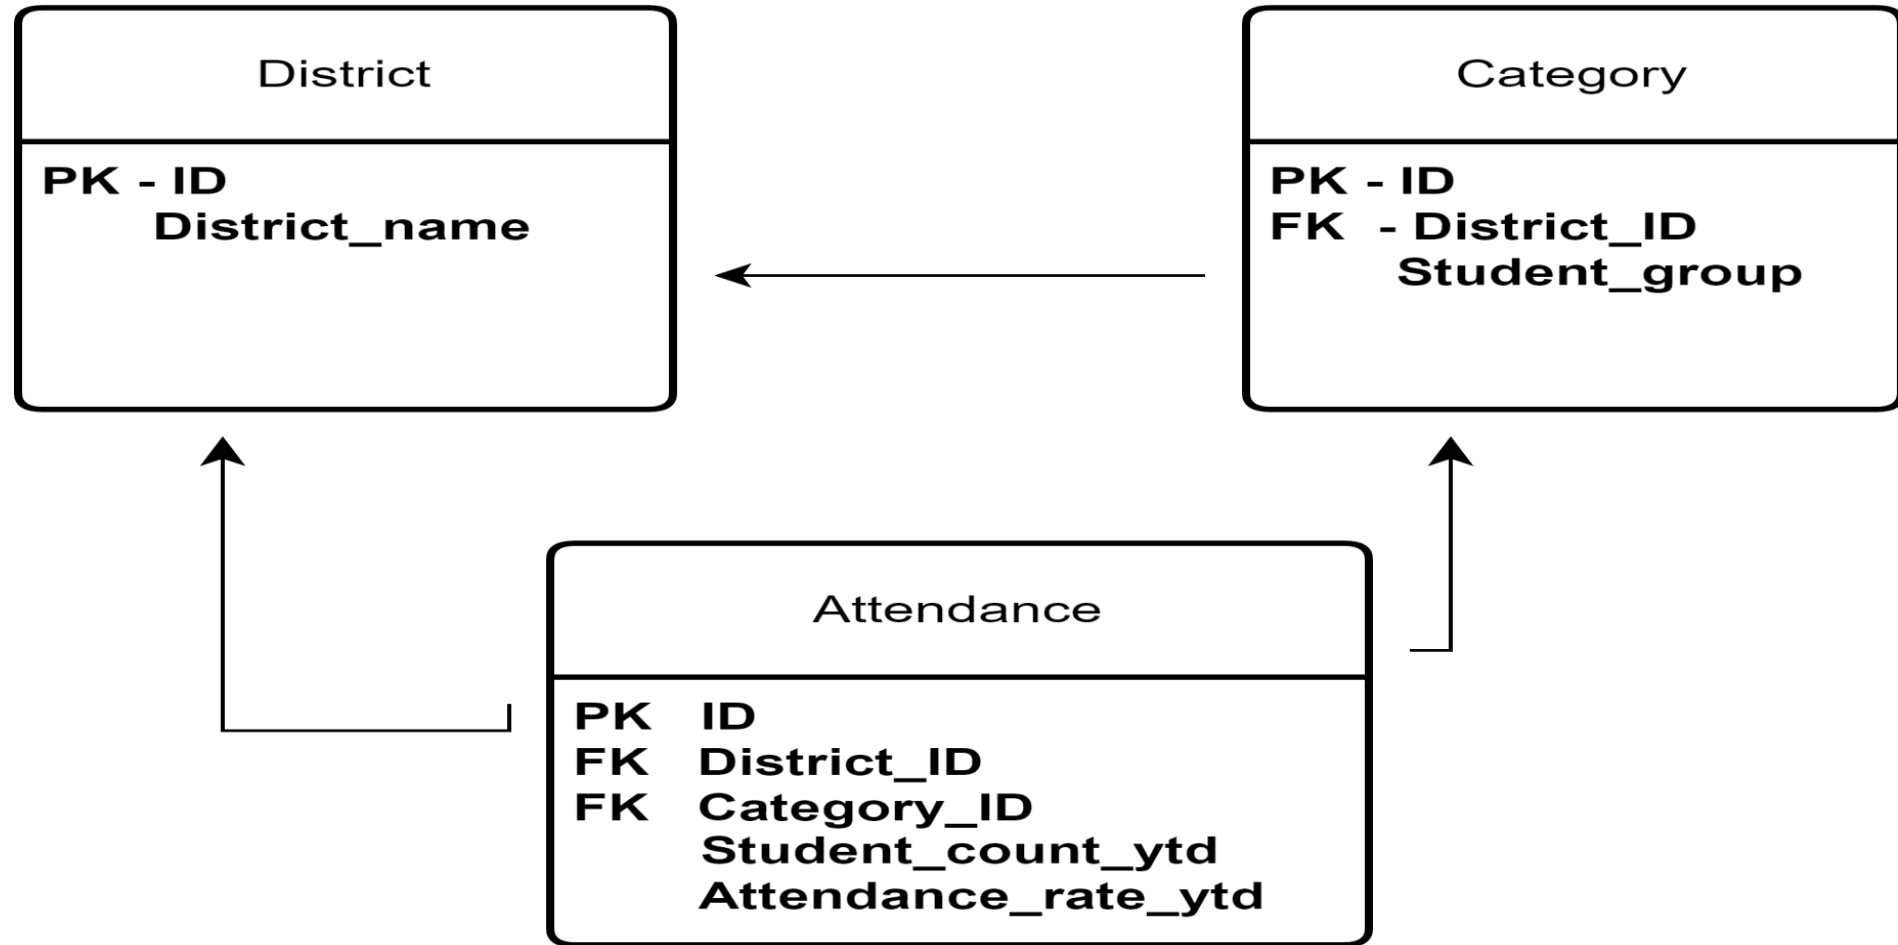 District
PK - ID
District_name
Category
PK - ID
FK - District_ID
Student_group
Attendance
PK ID
FK District_ID
FK Category_ID
Student_count_ytd
Attendance_rate_ytd